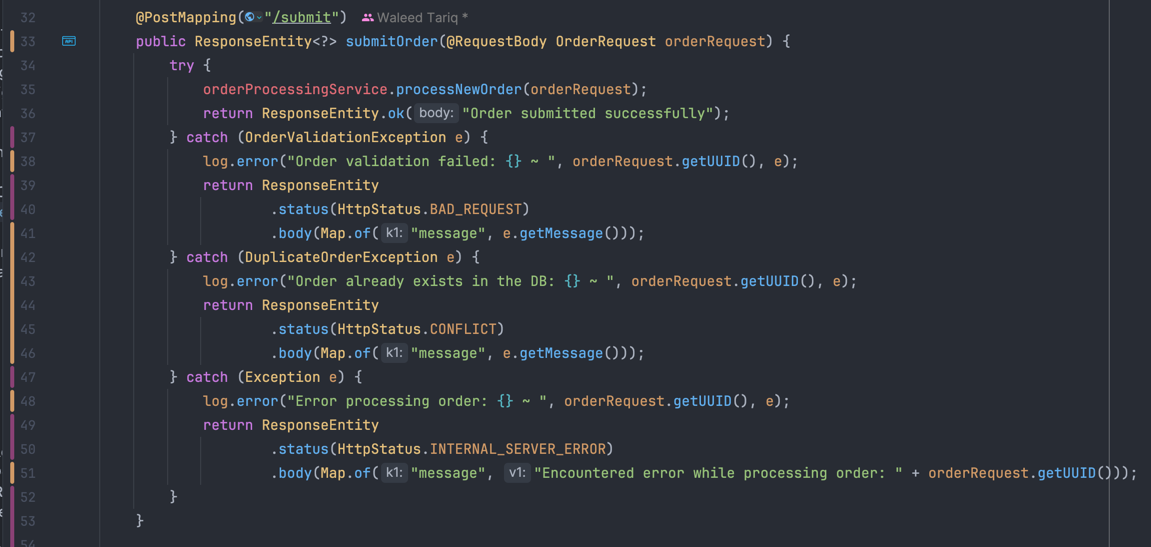 32 @PostMapping("/submit") Waleed Tariq *
33 public ResponseEntity<?> submitOrder(@RequestBody OrderRequest orderRequest) {
34 try {
35 orderProcessingService.processNewOrder(orderRequest);
36 return ResponseEntity.ok( body: "Order submitted successfully");
37 } catch (OrderValidationException e) {
38 log.error("Order validation failed: {} ~ ", orderRequest.getUUID(), e);
39 return ResponseEntity
40 .status(HttpStatus.BAD_REQUEST)
41 .body(Map.of( k1: "message", e.getMessage()));
42 } catch (DuplicateOrderException e) {
43 log.error("Order already exists in the DB: {} ~ ", orderRequest.getUUID(), e);
44 return ResponseEntity
45 .status(HttpStatus.CONFLICT)
46 .body(Map.of( k1: "message", e.getMessage()));
47 } catch (Exception e) {
48 log.error("Error processing order: {} ~ ", orderRequest.getUUID(), e);
49 return ResponseEntity
50 .status(HttpStatus.INTERNAL_SERVER_ERROR)
51 .body(Map.of( k1: "message", v1: "Encountered error while processing order: " + orderRequest.getUUID()));
52 }
53 }
54